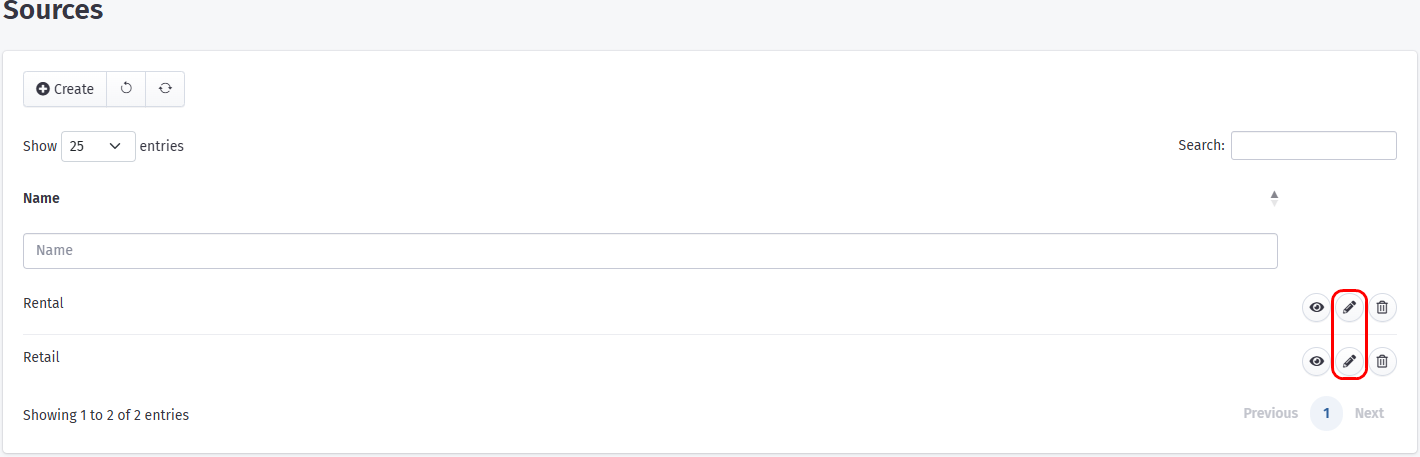 Sources
Create
Show 25 entries
Search:
Name
Name
Rental
Retail
Showing 1 to 2 of 2 entries
Previous 1 Next